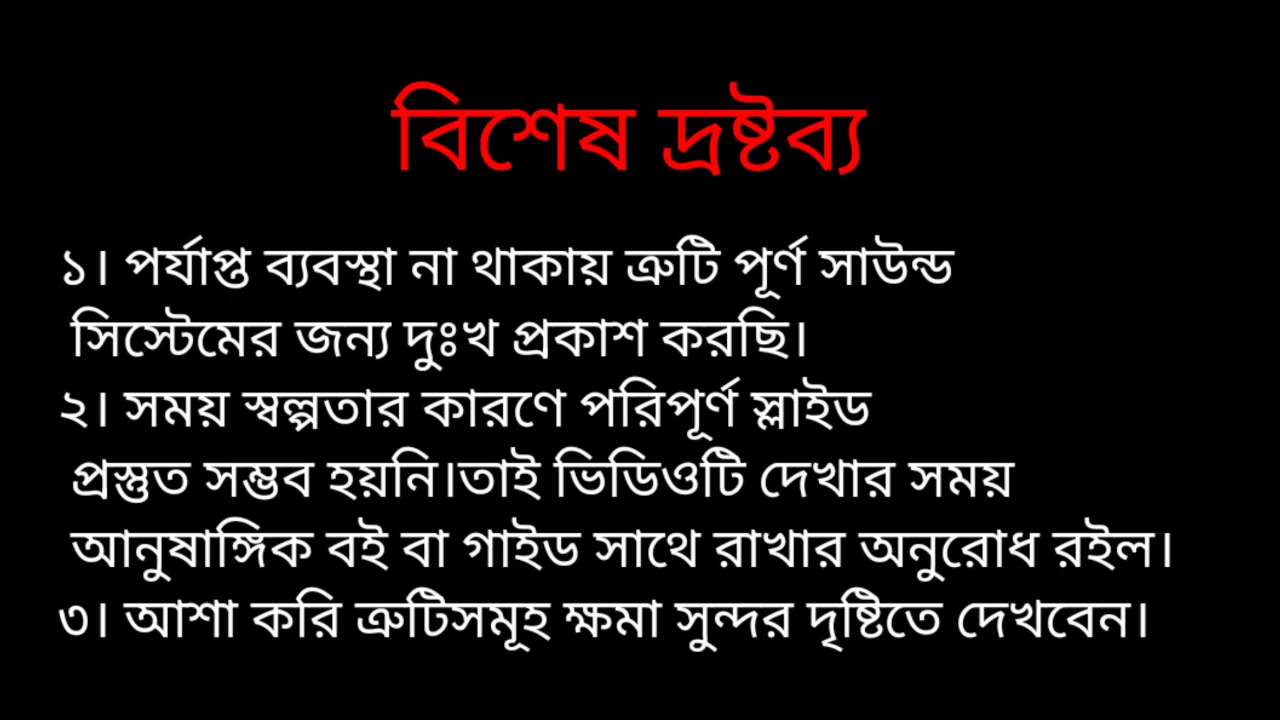 বিশেষ দ্রষ্টব্য
১। পর্যাপ্ত ব্যবস্থা না থাকায় ত্রুটি পূর্ণ সাউন্ড
সিস্টেমের জন্য দুঃখ প্রকাশ করছি।
২। সময় স্বল্পতার কারণে পরিপূর্ণ স্লাইড
প্রস্তুত সম্ভব হয়নি।তাই ভিডিওটি দেখার সময়
আনুষাঙ্গিক বই বা গাইড সাথে রাখার অনুরোধ রইল।
৩। আশা করি ত্রুটিসমূহ ক্ষমা সুন্দর দৃষ্টিতে দেখবেন।